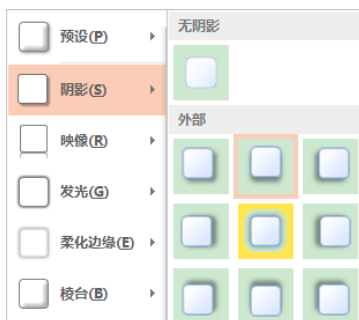 预设(P)
阴影(S)
映像(R)
发光(G)
柔化边缘(E)
棱台(B)
无阴影
外部